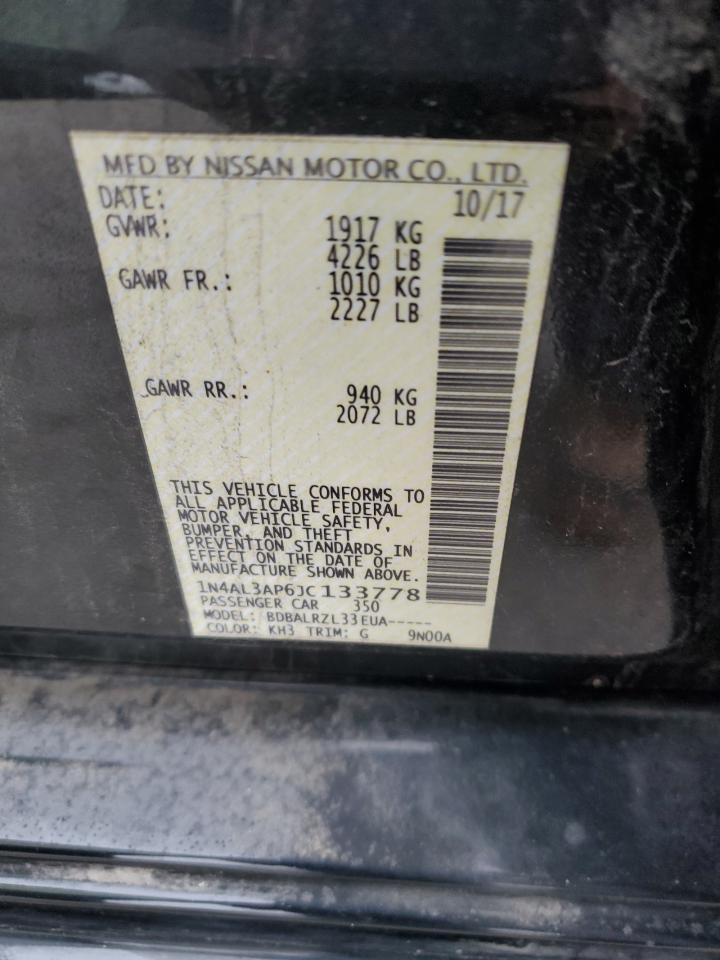 MFD BY NISSAN MOTOR CO., LTD.
DATE: 10/17
GVWR: 1917 KG
4226 LB
GAWR FR.: 1010 KG
2227 LB
GAWR RR.: 940 KG
2072 LB
THIS VEHICLE CONFORMS TO
ALL APPLICABLE FEDERAL
MOTOR VEHICLE SAFETY,
BUMPER, AND THEFT
PREVENTION STANDARDS IN
EFFECT ON THE DATE OF
MANUFACTURE SHOWN ABOVE.
1N4AL3AP6JC133778
PASSENGER CAR 350
MODEL: BDBALRZL33EUA-----
COLOR: KH3 TRIM: G 9N00A